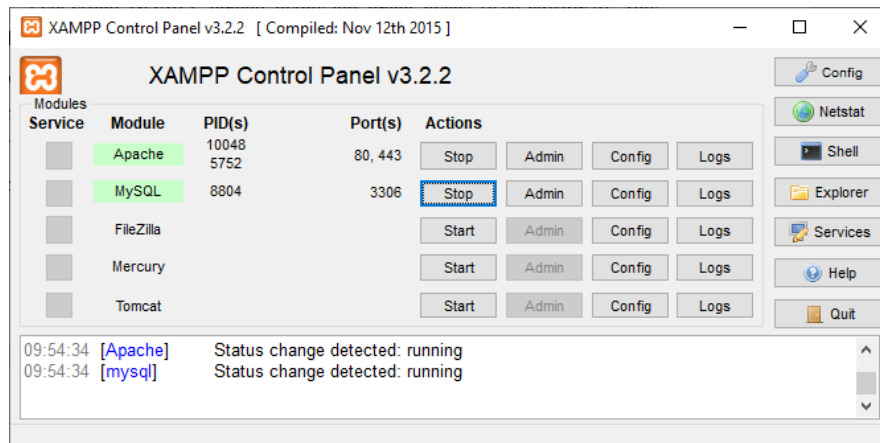 XAMPP Control Panel v3.2.2 [ Compiled: Nov 12th 2015 ]
XAMPP Control Panel v3.2.2
Config
Modules
Service Module PID(s) Port(s) Actions
Netstat
Apache 10048 5752 80, 443 Stop Admin Config Logs
Shell
MySQL 8804 3306 Stop Admin Config Logs
Explorer
FileZilla Start Admin Config Logs
Services
Mercury Start Admin Config Logs
Help
Tomcat Start Admin Config Logs
Quit
09:54:34 [Apache] Status change detected: running
09:54:34 [mysql] Status change detected: running